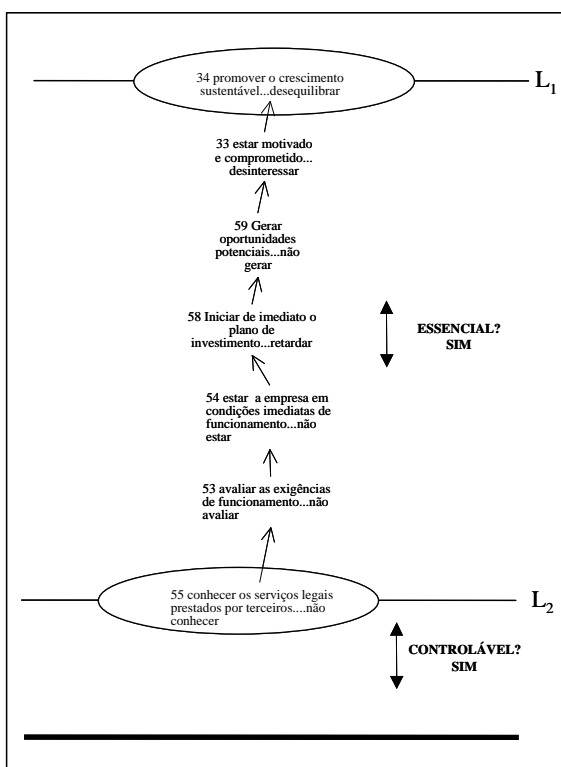 34 promover o crescimento
sustentável...desequilibrar
L1
33 estar motivado
e comprometido...
desinteressar
59 Gerar
oportunidades
potenciais...não
gerar
58 Iniciar de imediato o
plano de
investimento...retardar
ESSENCIAL?
SIM
54 estar a empresa em
condições imediatas de
funcionamento...não
estar
53 avaliar as exigências
de funcionamento...não
avaliar
55 conhecer os serviços legais
prestados por terceiros....não
conhecer
L2
CONTROLÁVEL?
SIM